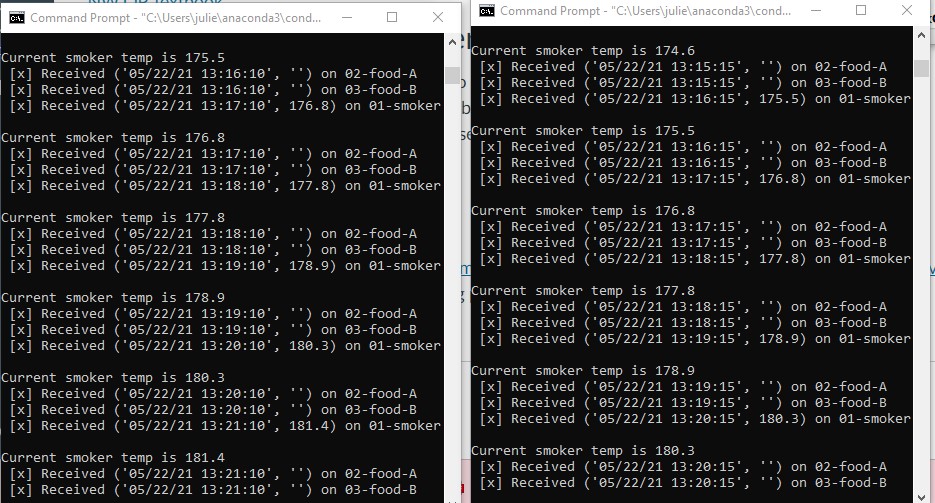 Command Prompt - "C:\Users\julie\anaconda3\cond...
Current smoker temp is 175.5
[x] Received ('05/22/21 13:16:10', '') on 02-food-A
[x] Received ('05/22/21 13:16:10', '') on 03-food-B
[x] Received ('05/22/21 13:17:10', 176.8) on 01-smoker
Current smoker temp is 176.8
[x] Received ('05/22/21 13:17:10', '') on 02-food-A
[x] Received ('05/22/21 13:17:10', '') on 03-food-B
[x] Received ('05/22/21 13:18:10', 177.8) on 01-smoker
Current smoker temp is 177.8
[x] Received ('05/22/21 13:18:10', '') on 02-food-A
[x] Received ('05/22/21 13:18:10', '') on 03-food-B
[x] Received ('05/22/21 13:19:10', 178.9) on 01-smoker
Current smoker temp is 178.9
[x] Received ('05/22/21 13:19:10', '') on 02-food-A
[x] Received ('05/22/21 13:19:10', '') on 03-food-B
[x] Received ('05/22/21 13:20:10', 180.3) on 01-smoker
Current smoker temp is 180.3
[x] Received ('05/22/21 13:20:10', '') on 02-food-A
[x] Received ('05/22/21 13:20:10', '') on 03-food-B
[x] Received ('05/22/21 13:21:10', 181.4) on 01-smoker
Current smoker temp is 181.4
[x] Received ('05/22/21 13:21:10', '') on 02-food-A
[x] Received ('05/22/21 13:21:10', '') on 03-food-B
Command Prompt - "C:\Users\julie\anaconda3\cond...
Current smoker temp is 174.6
[x] Received ('05/22/21 13:15:15', '') on 02-food-A
[x] Received ('05/22/21 13:15:15', '') on 03-food-B
[x] Received ('05/22/21 13:16:15', 175.5) on 01-smoker
Current smoker temp is 175.5
[x] Received ('05/22/21 13:16:15', '') on 02-food-A
[x] Received ('05/22/21 13:16:15', '') on 03-food-B
[x] Received ('05/22/21 13:17:15', 176.8) on 01-smoker
Current smoker temp is 176.8
[x] Received ('05/22/21 13:17:15', '') on 02-food-A
[x] Received ('05/22/21 13:17:15', '') on 03-food-B
[x] Received ('05/22/21 13:18:15', 177.8) on 01-smoker
Current smoker temp is 177.8
[x] Received ('05/22/21 13:18:15', '') on 02-food-A
[x] Received ('05/22/21 13:18:15', '') on 03-food-B
[x] Received ('05/22/21 13:19:15', 178.9) on 01-smoker
Current smoker temp is 178.9
[x] Received ('05/22/21 13:19:15', '') on 02-food-A
[x] Received ('05/22/21 13:19:15', '') on 03-food-B
[x] Received ('05/22/21 13:20:15', 180.3) on 01-smoker
Current smoker temp is 180.3
[x] Received ('05/22/21 13:20:15', '') on 02-food-A
[x] Received ('05/22/21 13:20:15', '') on 03-food-B